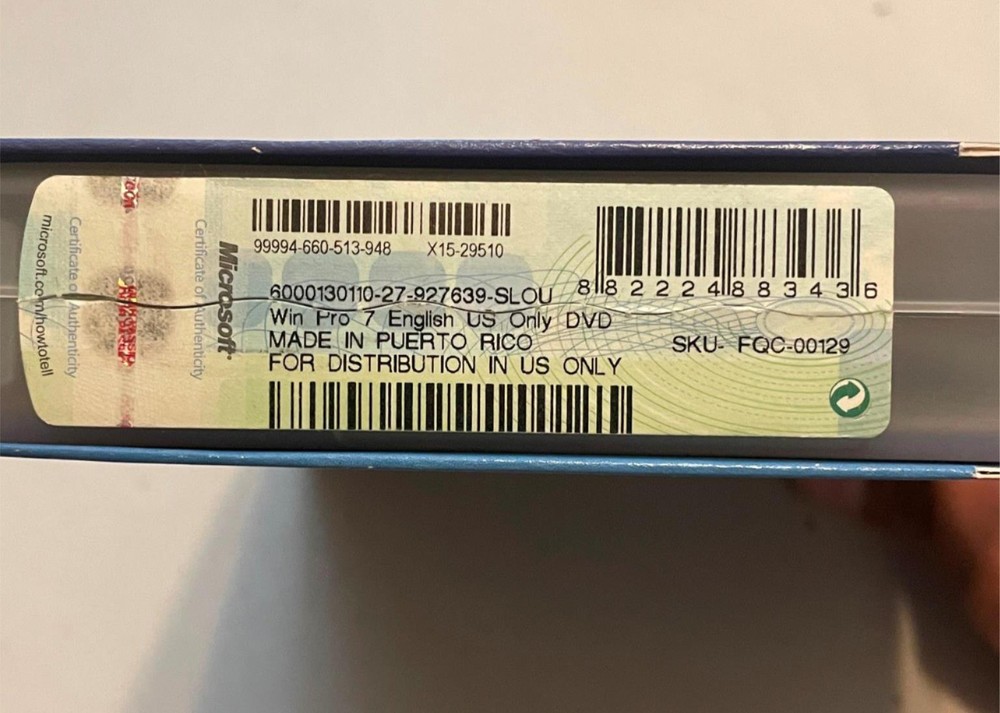 microsoft.com/howtotell
Certificate of Authenticity
Certificate of Authenticity
Microsoft®
99994-660-513-948 X15-29510
6000130110-27-927639-SLOU
Win Pro 7 English US Only DVD
MADE IN PUERTO RICO
FOR DISTRIBUTION IN US ONLY
8 82224 88343 6
SKU- FQC-00129